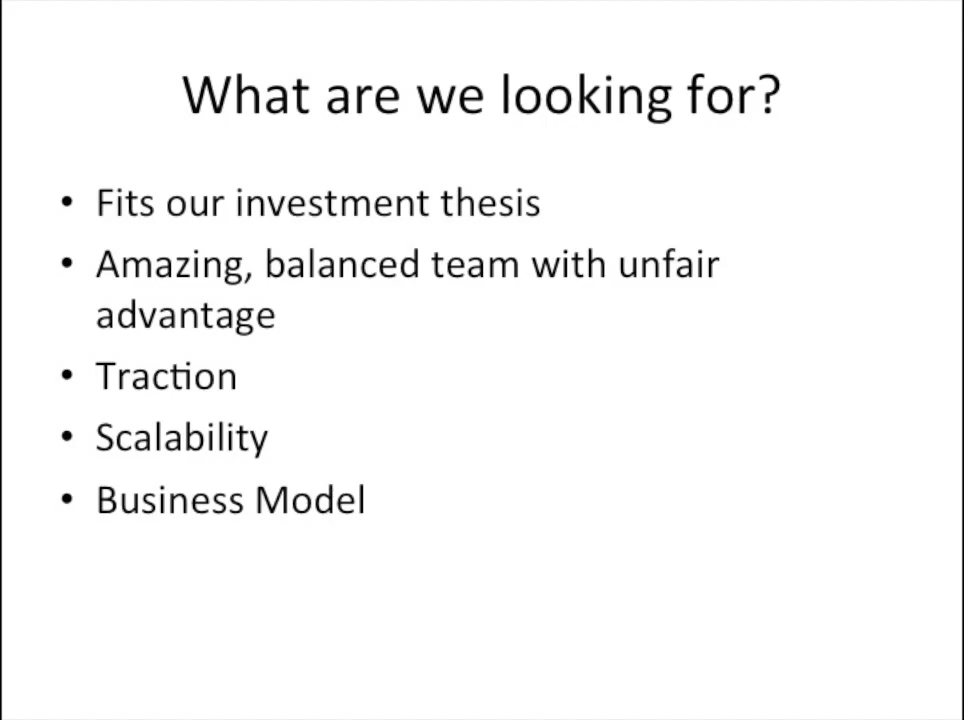 What are we looking for?
• Fits our investment thesis
• Amazing, balanced team with unfair
advantage
• Traction
• Scalability
• Business Model